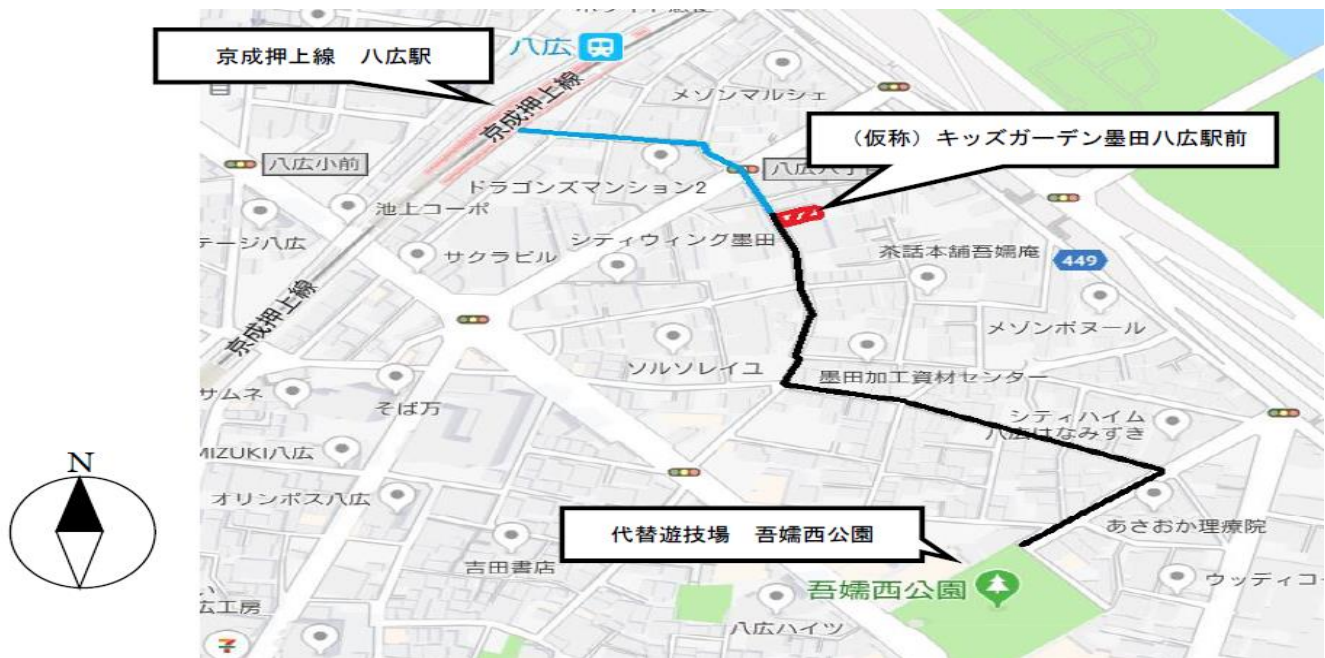 京成押上線 八広駅
八広
京成押上線
メゾンマルシェ
(仮称)キッズガーデン墨田八広駅前
八広小前
ドラゴンズマンション2
池上コーポ
テージ八広
シティウィング墨田
サクラビル
茶話本舗吾嬬庵
449
京成押上線
メゾンボヌール
ソルソレイユ
墨田加工資材センター
サムネ
そば万
シティハイム
八広はなみずき
N
MIZUKI八広
オリンポス八広
代替遊技場 吾嬬西公園
あさおか理療院
吉田書店
吾嬬西公園
ウッディコー
い
広工房
八広ハイツ